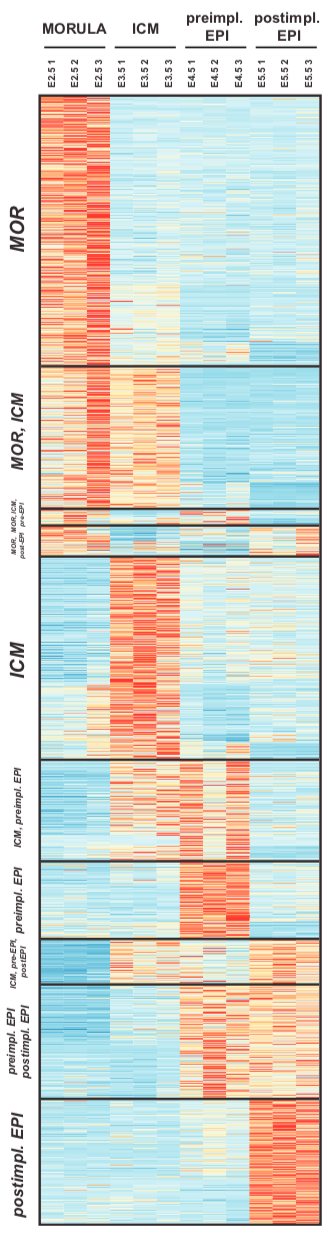 MORULA ICM preimpl. EPI postimpl. EPI
E2.5 1 E2.5 2 E2.5 3 E3.5 1 E3.5 2 E3.5 3 E4.5 1 E4.5 2 E4.5 3 E5.5 1 E5.5 2 E5.5 3
MOR
MOR, ICM
MOR, MOR, ICM,
post-EPI pre-EPI
ICM
ICM, preimpl. EPI
preimpl. EPI
ICM, pre-EPI,
postEPI
preimpl. EPI
postimpl. EPI
postimpl. EPI